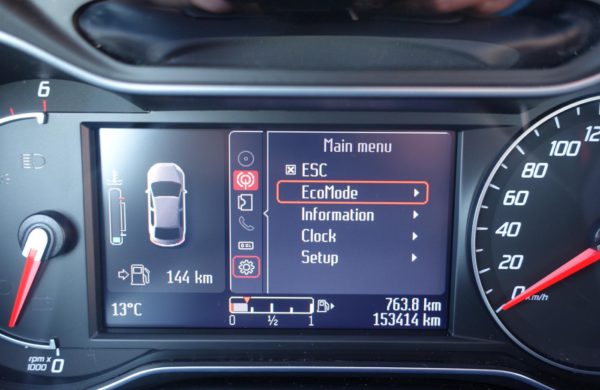 Main menu
ESC
EcoMode
Information
Clock
Setup
144 km
13°C
0 ½ 1
763.8 km
153414 km
6
rpm x
1000
0
120
100
80
60
40
20
0
km/h